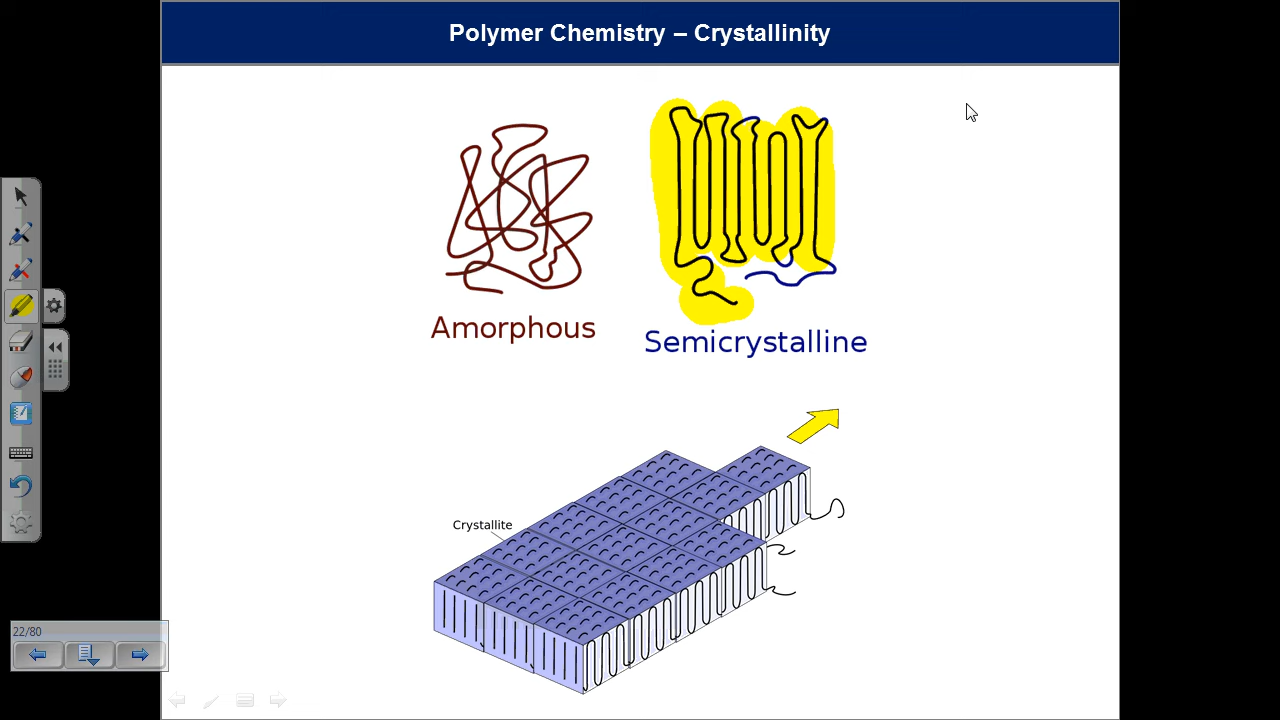 Polymer Chemistry – Crystallinity
Amorphous
Semicrystalline
Crystallite
22/80